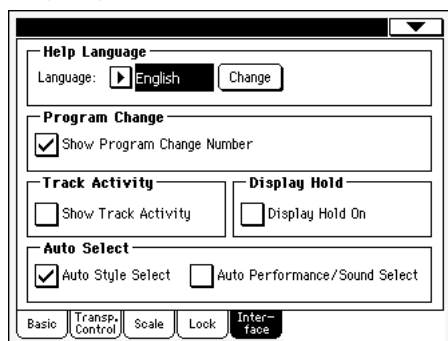 Help Language
Language: English Change
Program Change
Show Program Change Number
Track Activity Display Hold
Show Track Activity Display Hold On
Auto Select
Auto Style Select Auto Performance/Sound Select
Basic Transp. Control Scale Lock Inter-
face